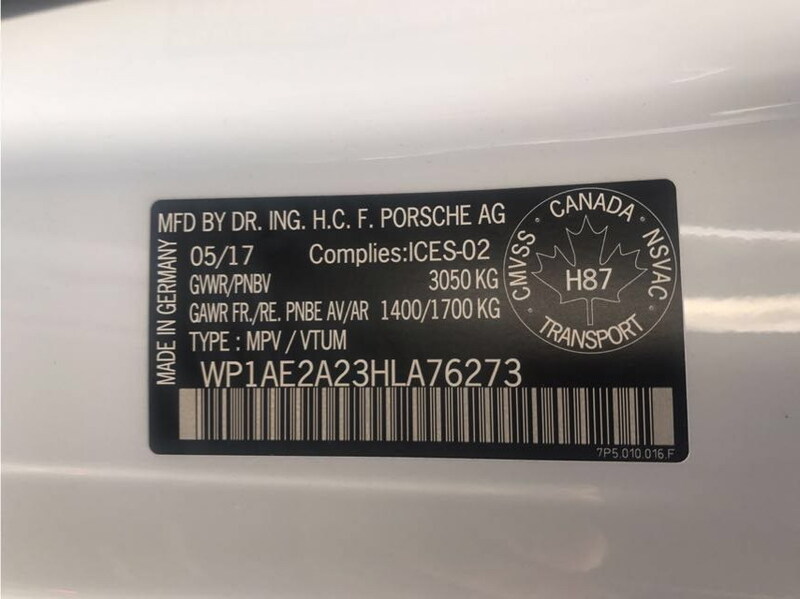 MADE IN GERMANY
MFD BY DR. ING. H.C. F. PORSCHE AG
05/17 Complies:ICES-02
GVWR/PNBV 3050 KG
GAWR FR./RE. PNBE AV/AR 1400/1700 KG
TYPE : MPV / VTUM
WP1AE2A23HLA76273
CMVSS · CANADA · NSVAC
H87
· TRANSPORT ·
7P5.010.016.F